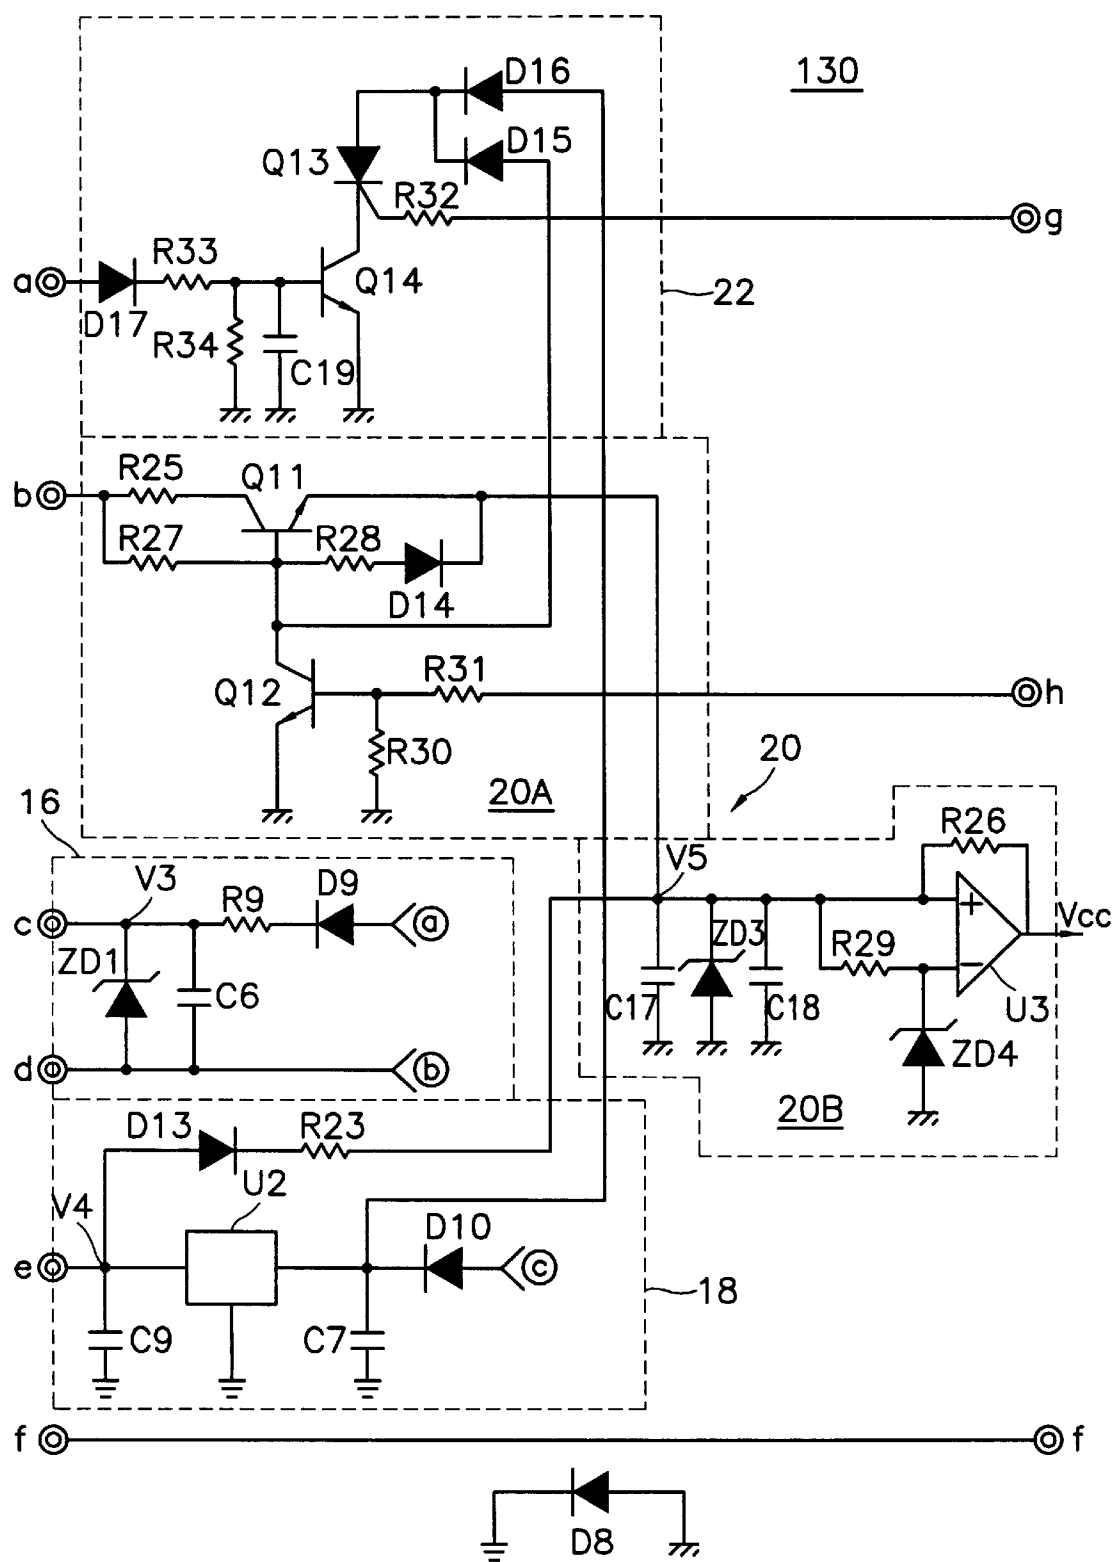 130
D16
D15
Q13
R32
g
a
R33
Q14
22
D17
R34
C19
b
R25
Q11
R27
R28
D14
Q12
R31
h
R30
20A
20
16
R26
V3
R9
D9
V5
c
a
+
Vcc
ZD1
C6
ZD3
R29
−
C17
C18
U3
d
b
ZD4
D13
R23
20B
U2
V4
D10
e
c
18
C9
C7
f
f
D8